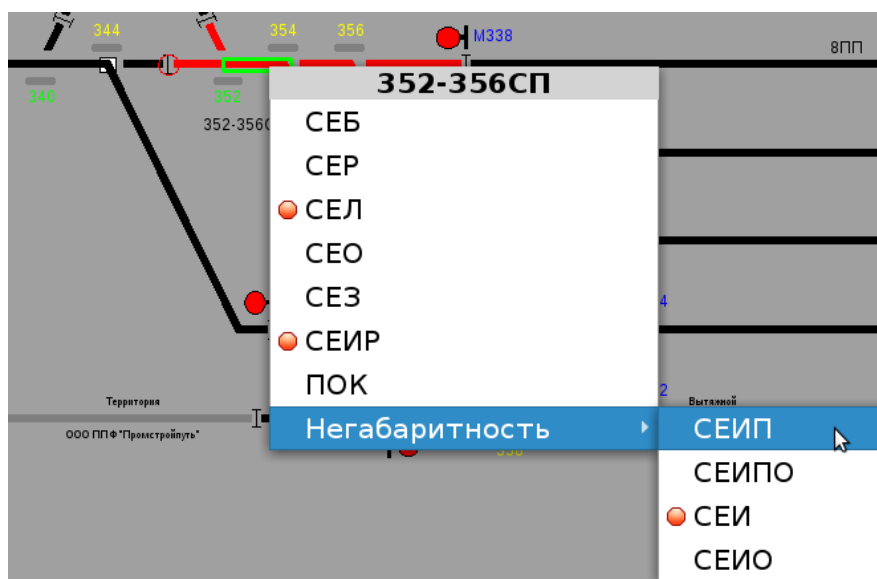 344
354
356
М338
8ПП
340
352
352-356С
352-356СП
СЕБ
СЕР
СЕЛ
СЕО
СЕЗ
4
СЕИР
ПОК
2
Территория
Вытяжной
ООО ППФ "Промстройпуть"
Негабаритность
СЕИП
СЕИПО
СЕИ
СЕИО